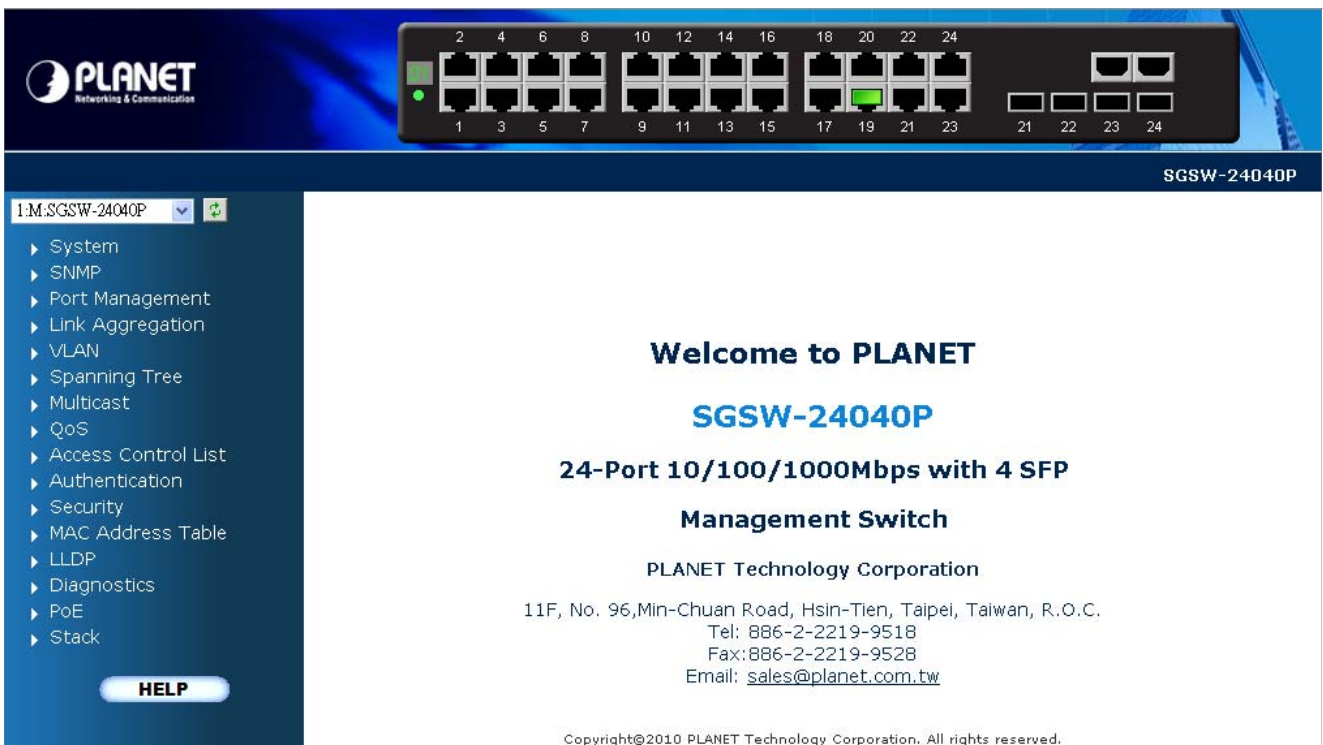 PLANET
Networking & Communication
2 4 6 8 10 12 14 16 18 20 22 24
1 3 5 7 9 11 13 15 17 19 21 23 21 22 23 24
SGSW-24040P
1:M:SGSW-24040P
System
SNMP
Port Management
Link Aggregation
VLAN
Spanning Tree
Multicast
QoS
Access Control List
Authentication
Security
MAC Address Table
LLDP
Diagnostics
PoE
Stack
HELP
Welcome to PLANET
SGSW-24040P
24-Port 10/100/1000Mbps with 4 SFP
Management Switch
PLANET Technology Corporation
11F, No. 96,Min-Chuan Road, Hsin-Tien, Taipei, Taiwan, R.O.C.
Tel: 886-2-2219-9518
Fax:886-2-2219-9528
Email: sales@planet.com.tw
Copyright©2010 PLANET Technology Corporation. All rights reserved.